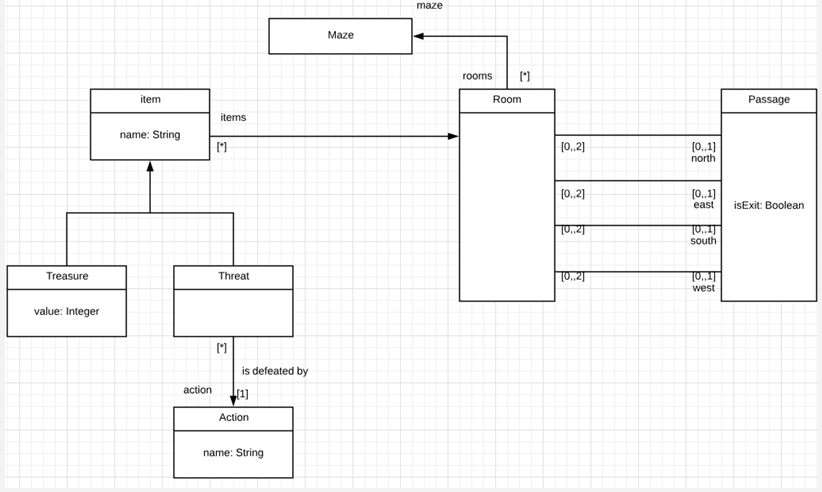 maze
Maze
rooms
[*]
item
name: String
items
[*]
Room
Passage
[0,,2]
[0,,1]
north
[0,,2]
[0,,1]
east
isExit: Boolean
[0,,2]
[0,,1]
south
[0,,2]
[0,,1]
west
Treasure
value: Integer
Threat
[*]
is defeated by
action
[1]
Action
name: String